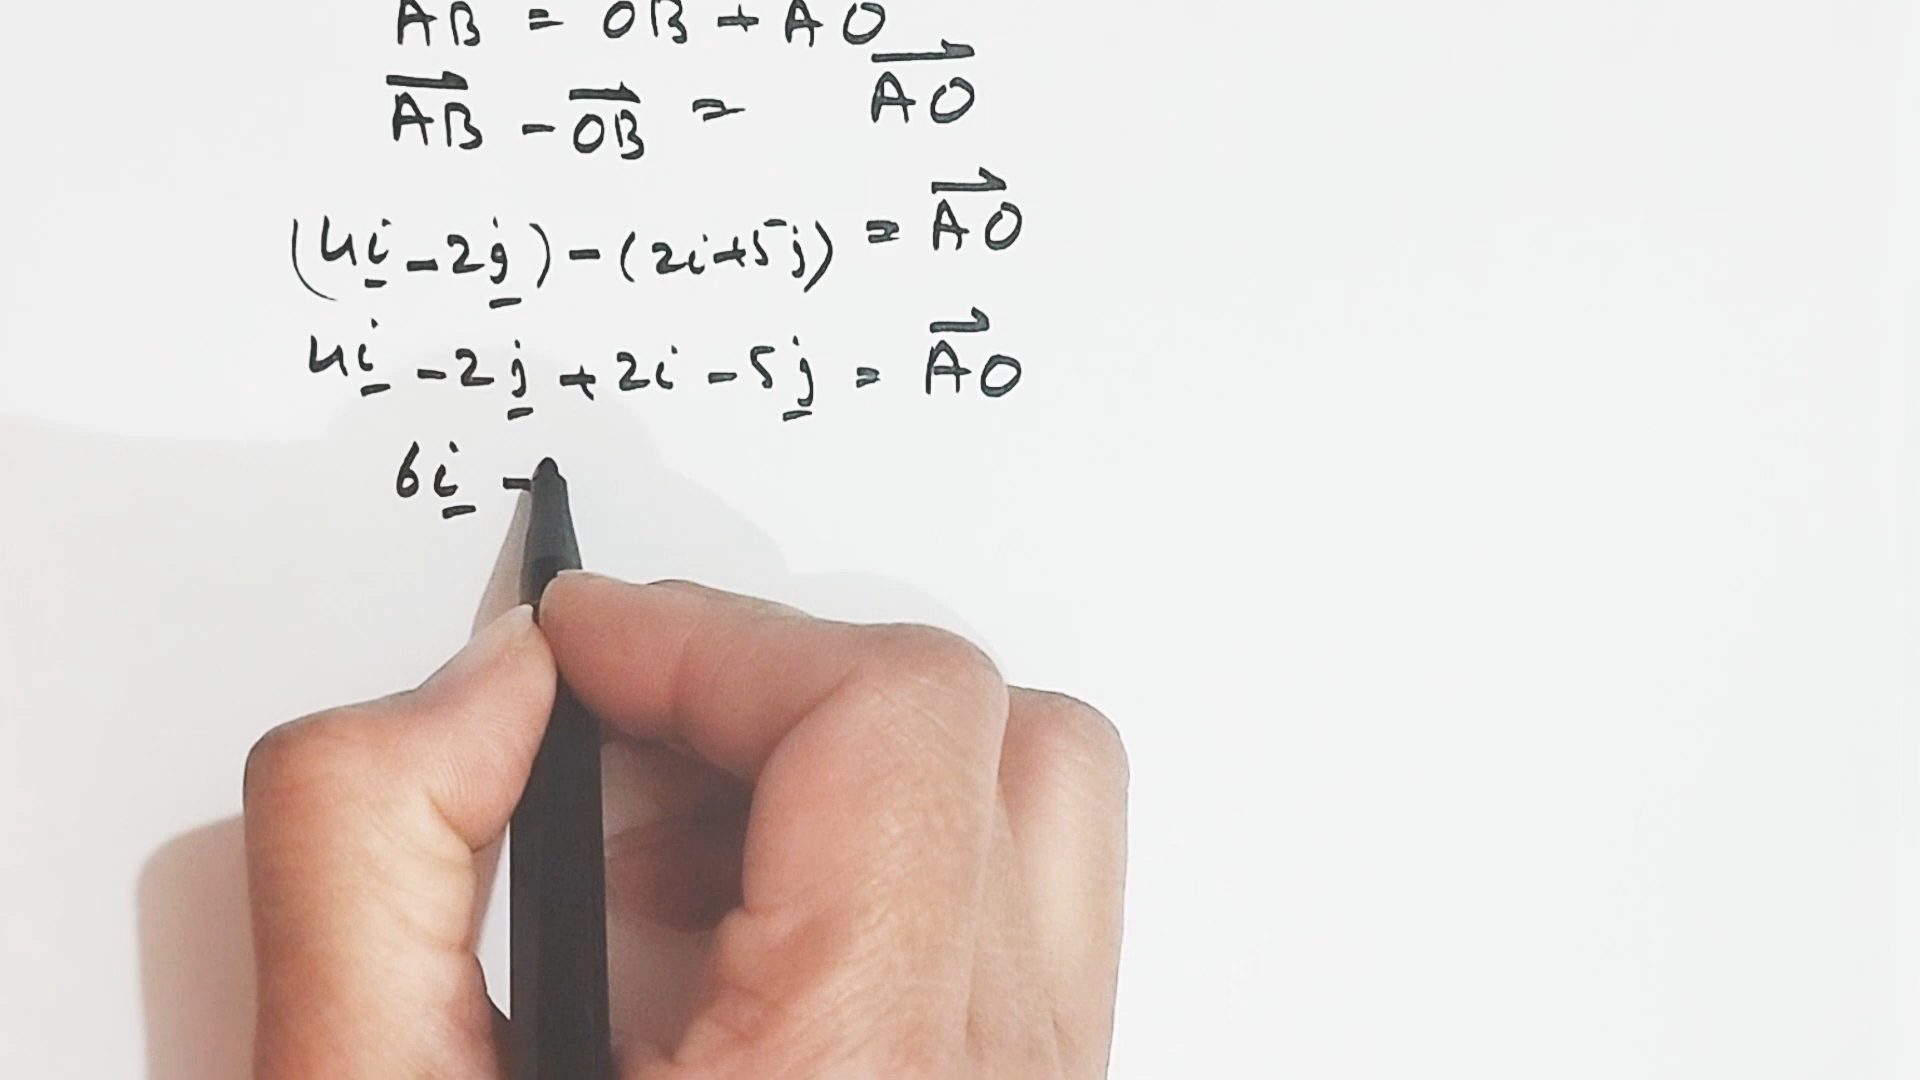 AB = OB + AO
AB - OB = AO
(4i - 2j) - (2i+5j) = AO
4i - 2j + 2i - 5j = AO
6i -